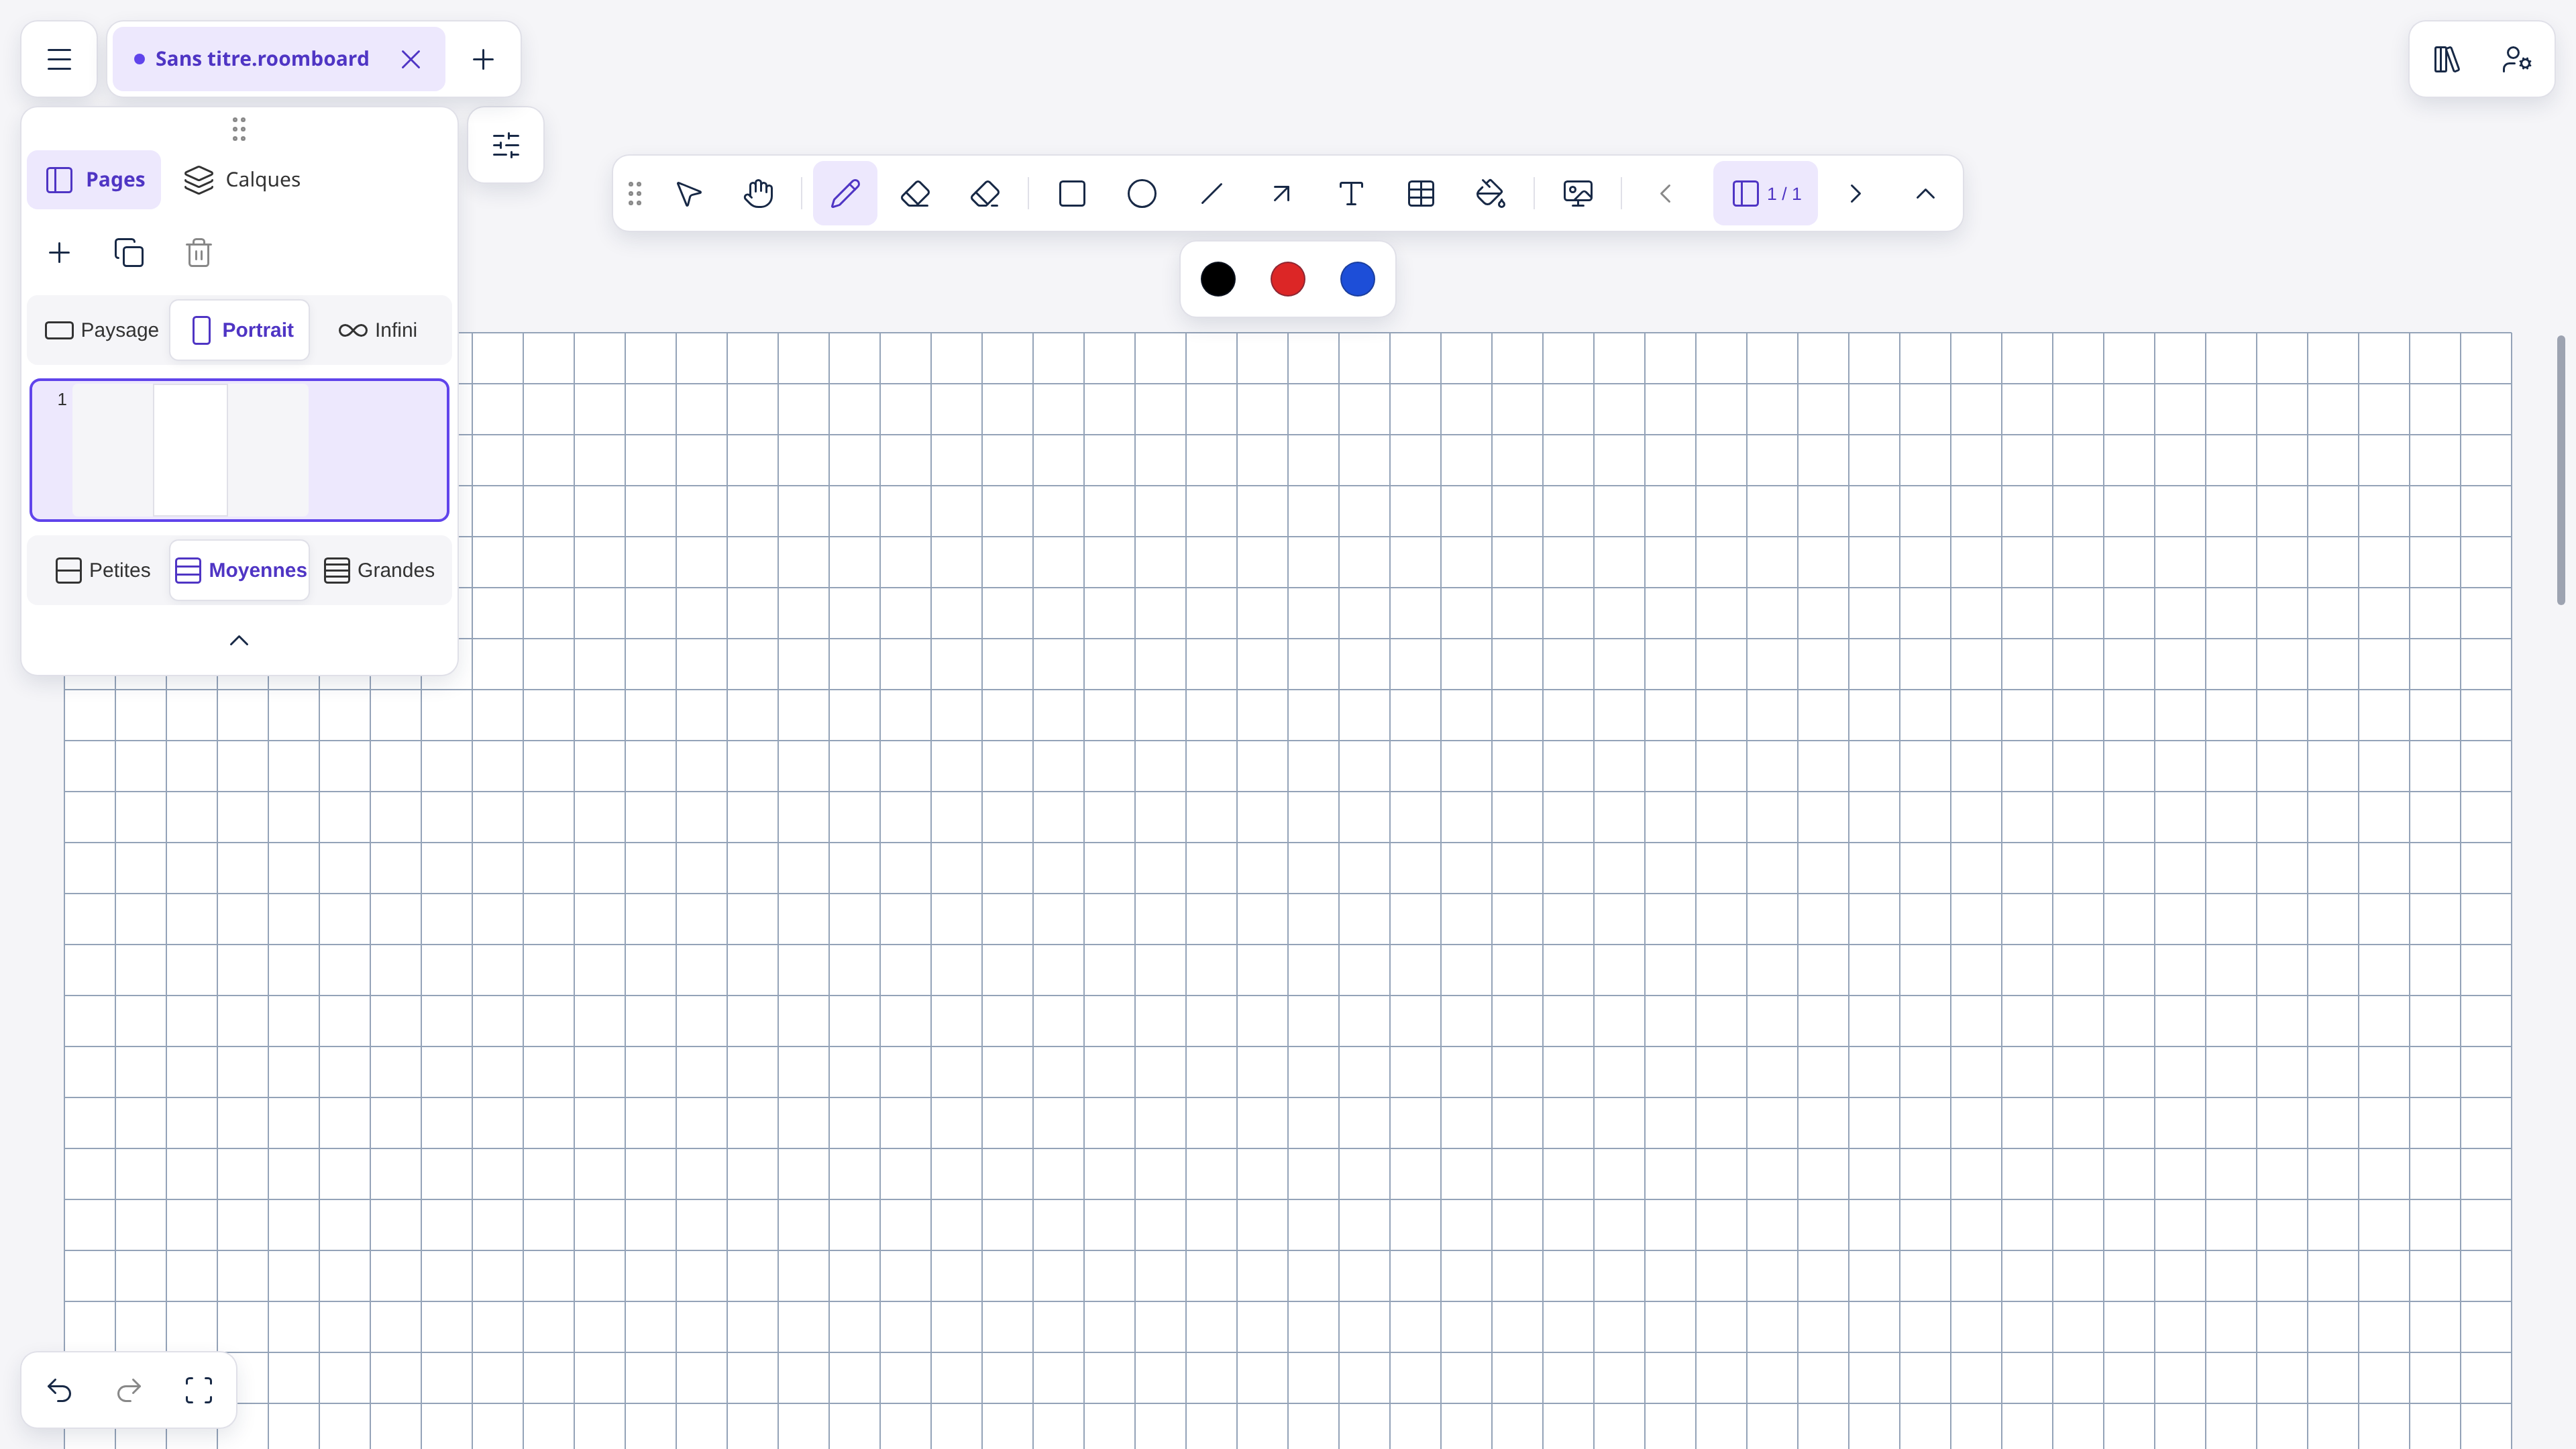 Sans titre.roomboard
Pages Calques
1 / 1
Paysage Portrait Infini
1
Petites Moyennes Grandes